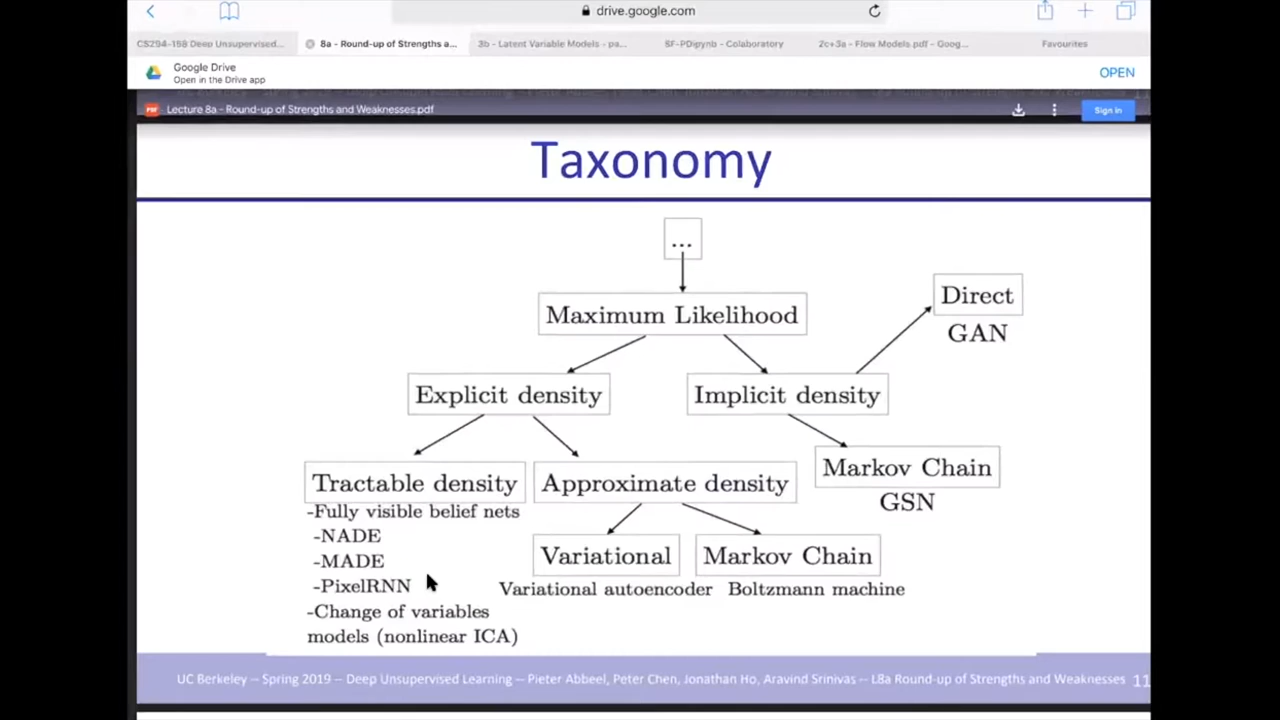 drive.google.com
CS294-158 Deep Unsupervised...
8a - Round-up of Strengths a...
3b - Latent Variable Models - pa...
SF-PDipynb - Colaboratory
2c+3a - Flow Models.pdf - Goog...
Favourites
Google Drive
Open in the Drive app
OPEN
Lecture 8a - Round-up of Strengths and Weaknesses.pdf
Sign in
Taxonomy
...
Maximum Likelihood
Direct
GAN
Explicit density
Implicit density
Tractable density
Approximate density
Markov Chain
GSN
-Fully visible belief nets
-NADE
-MADE
-PixelRNN
-Change of variables
models (nonlinear ICA)
Variational
Markov Chain
Variational autoencoder
Boltzmann machine
UC Berkeley -- Spring 2019 -- Deep Unsupervised Learning -- Pieter Abbeel, Peter Chen, Jonathan Ho, Aravind Srinivas -- L8a Round-up of Strengths and Weaknesses
11